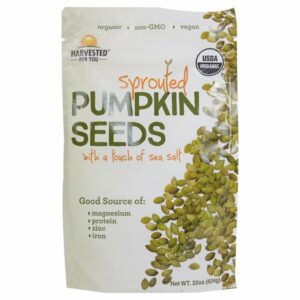 organic • non-GMO • vegan
HARVESTED
FOR YOU
USDA
ORGANIC
sprouted
PUMPKIN
SEEDS
with a touch of sea salt
Good Source of:
• magnesium
• protein
• zinc
• iron
Net WT. 22oz (624g)